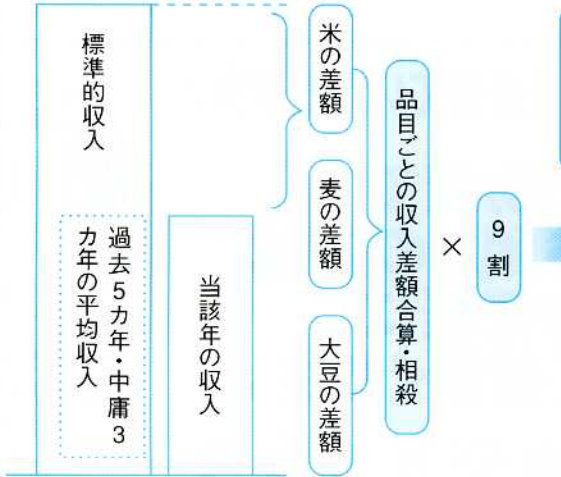 標準的収入
過去5カ年・中庸3
カ年の平均収入
当該年の収入
米の差額
麦の差額
大豆の差額
品目ごとの収入差額合算・相殺
×
9割